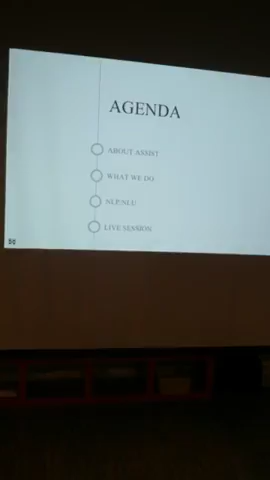 AGENDA
ABOUT ASSIST
WHAT WE DO
NLP/NLU
LIVE SESSION